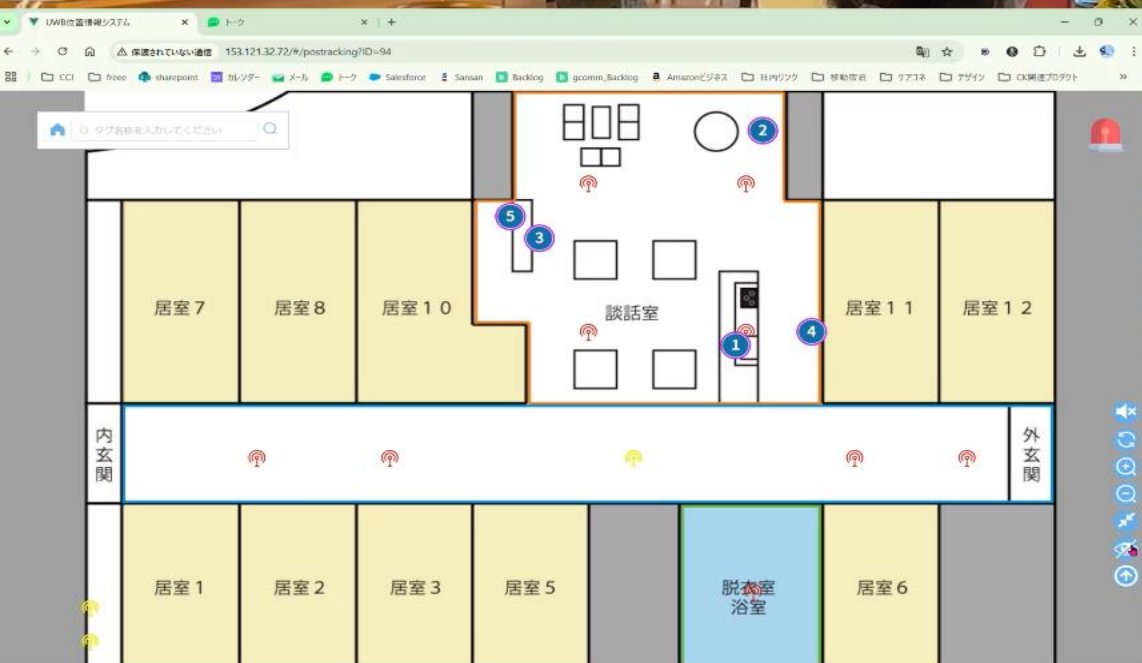 UWB位置情報システム
トーク
保護されていない通信 153.121.32.72/#/postracking?ID=94
CCI freee sharepoint カレンダー メール トーク Salesforce Sansan Backlog gcomm_Backlog Amazonビジネス 社内リンク 移動宿泊 ケアコネ デザイン CK関連プロダクト
タグ名称を入力してください
2
5
3
居室7
居室8
居室10
談話室
1
4
居室11
居室12
内玄関
外玄関
居室1
居室2
居室3
居室5
脱衣室
浴室
居室6